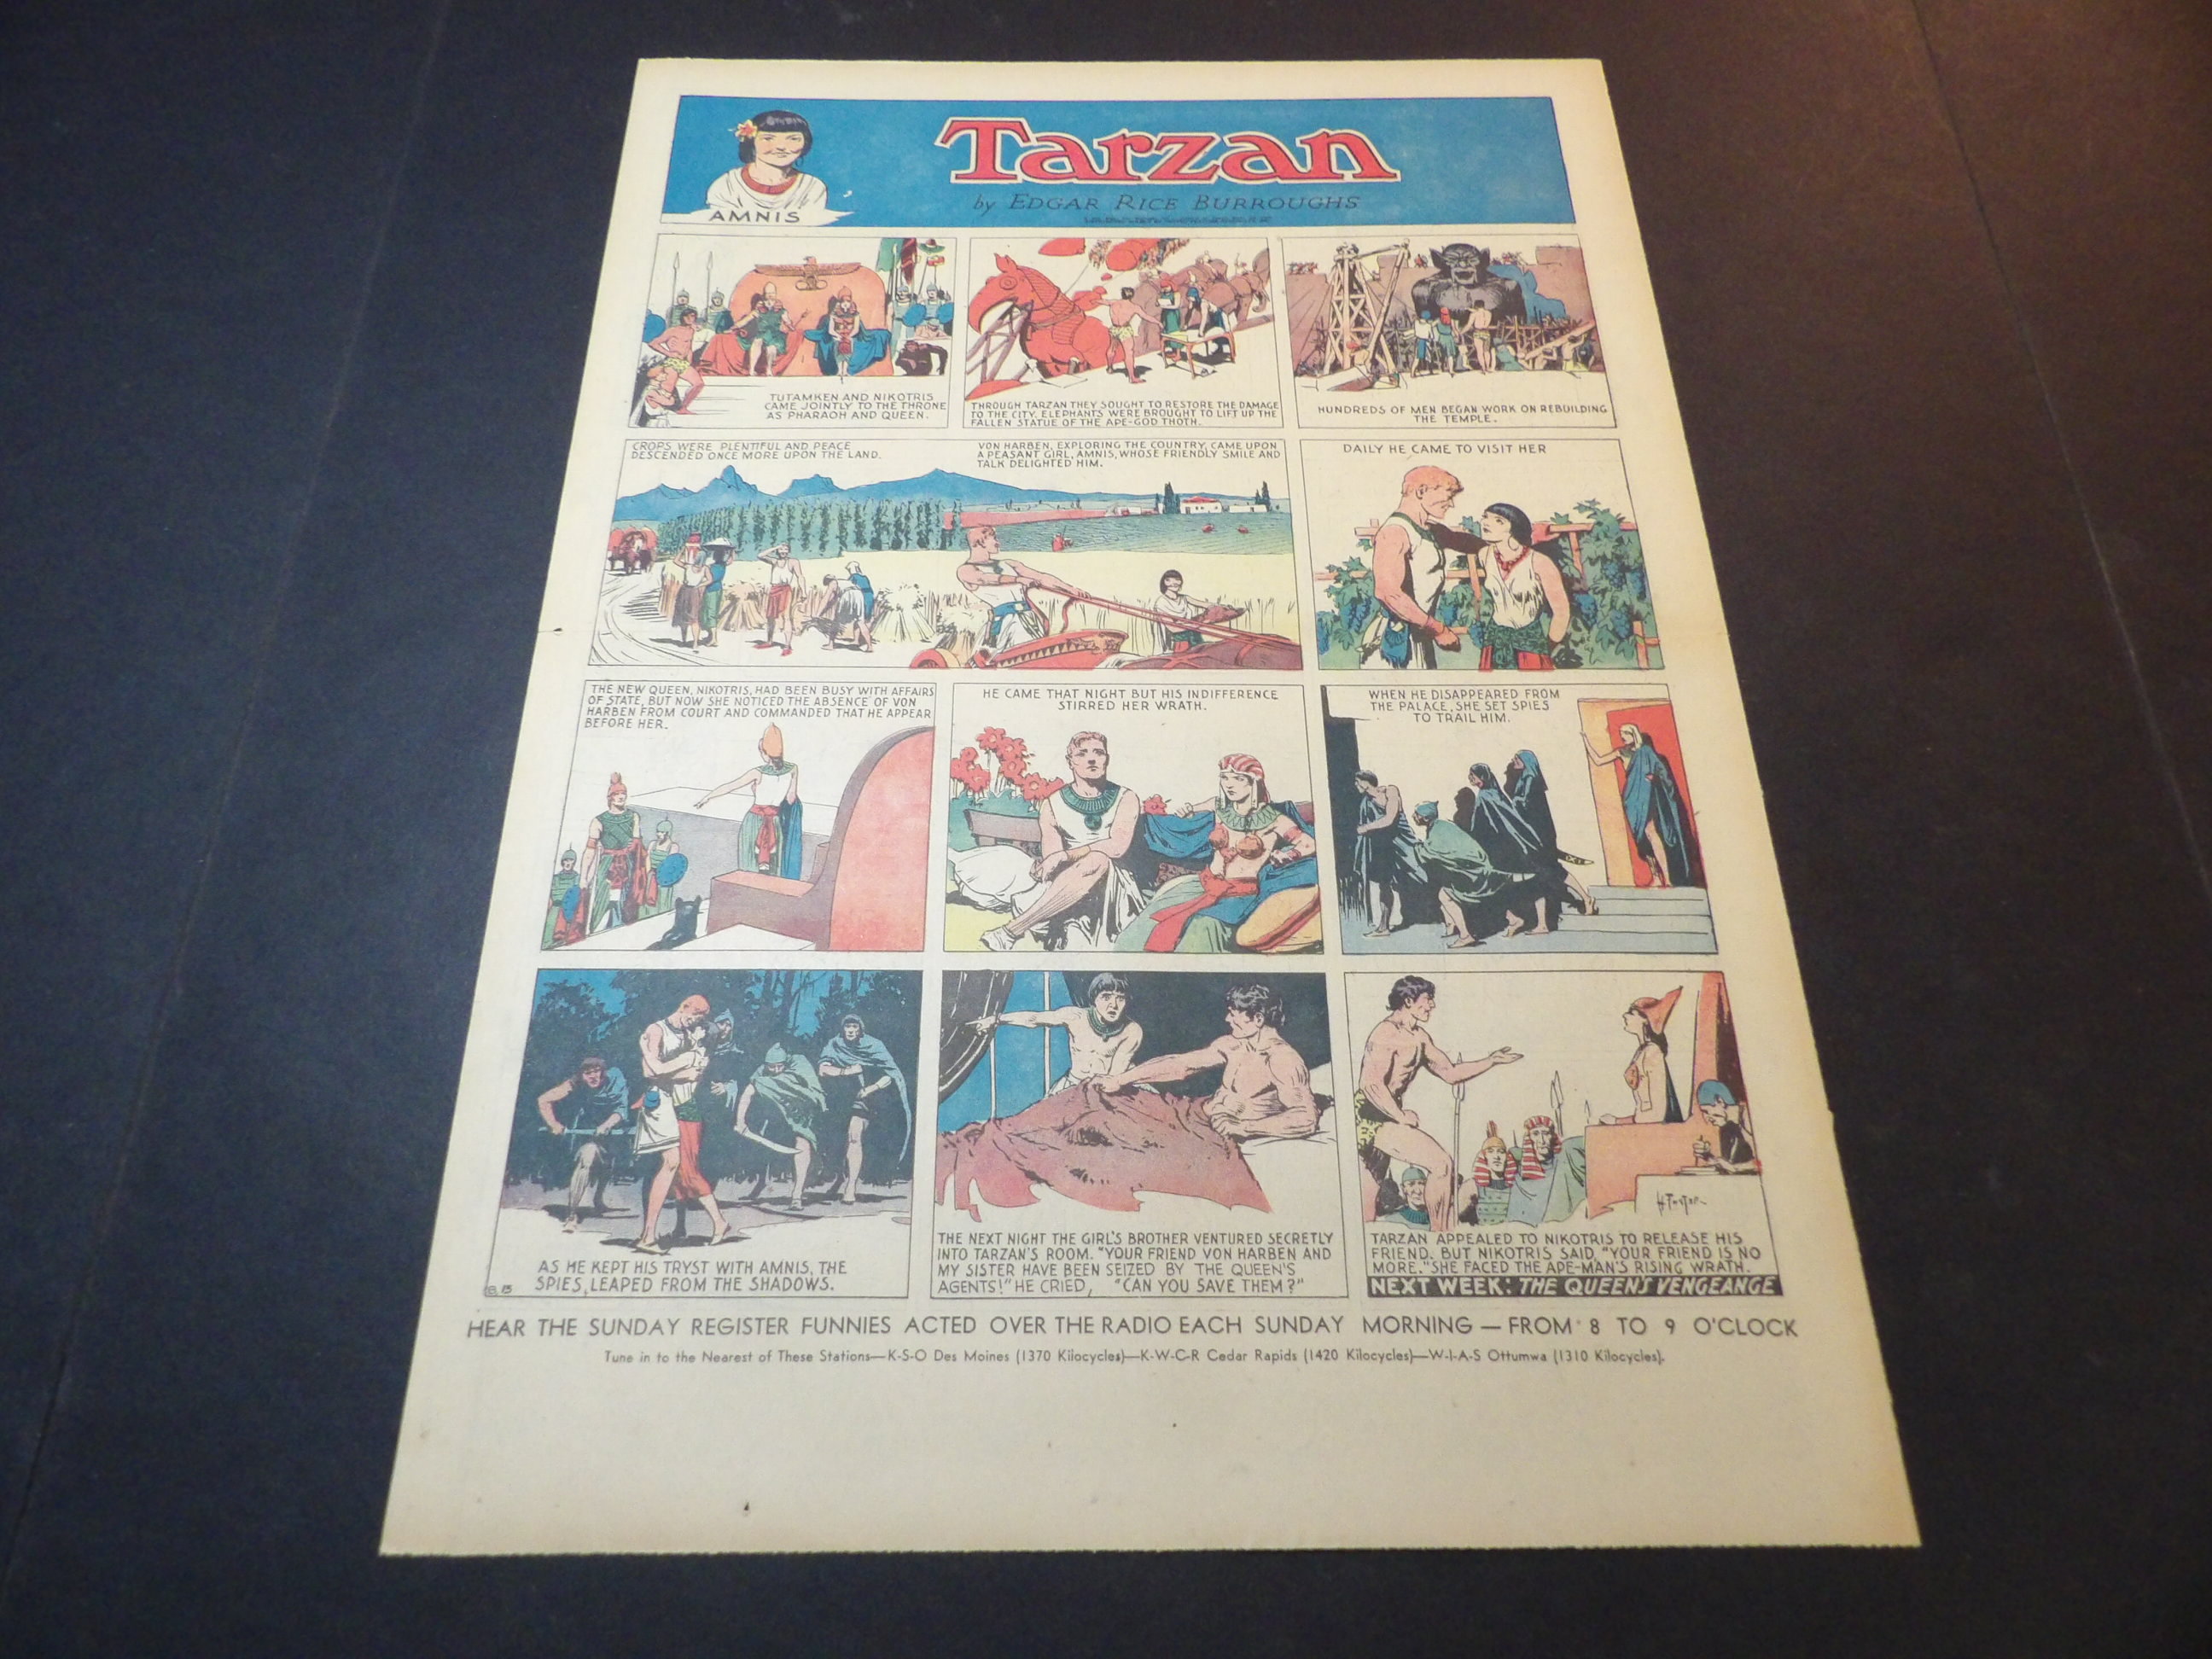 Tarzan
by EDGAR RICE BURROUGHS
AMNIS
TUTAMKEN AND NIKOTRIS
CAME JOINTLY TO THE THRONE
AS PHARAOH AND QUEEN.
THROUGH TARZAN THEY SOUGHT TO RESTORE THE DAMAGE
TO THE CITY. ELEPHANTS WERE BROUGHT TO LIFT UP THE
FALLEN STATUE OF THE APE-GOD THOTH.
HUNDREDS OF MEN BEGAN WORK ON REBUILDING
THE TEMPLE.
CROPS WERE PLENTIFUL AND PEACE
DESCENDED ONCE MORE UPON THE LAND.
VON HARBEN, EXPLORING THE COUNTRY, CAME UPON
A PEASANT GIRL, AMNIS, WHOSE FRIENDLY SMILE AND
TALK DELIGHTED HIM.
DAILY HE CAME TO VISIT HER
THE NEW QUEEN, NIKOTRIS, HAD BEEN BUSY WITH AFFAIRS
OF STATE, BUT NOW SHE NOTICED THE ABSENCE OF VON
HARBEN FROM COURT AND COMMANDED THAT HE APPEAR
BEFORE HER.
HE CAME THAT NIGHT BUT HIS INDIFFERENCE
STIRRED HER WRATH.
WHEN HE DISAPPEARED FROM
THE PALACE, SHE SET SPIES
TO TRAIL HIM.
AS HE KEPT HIS TRYST WITH AMNIS, THE
SPIES, LEAPED FROM THE SHADOWS.
THE NEXT NIGHT THE GIRL'S BROTHER VENTURED SECRETLY
INTO TARZAN'S ROOM. "YOUR FRIEND VON HARBEN AND
MY SISTER HAVE BEEN SEIZED BY THE QUEEN'S
AGENTS!" HE CRIED, "CAN YOU SAVE THEM?"
TARZAN APPEALED TO NIKOTRIS TO RELEASE HIS
FRIEND. BUT NIKOTRIS SAID, "YOUR FRIEND IS NO
MORE." SHE FACED THE APE-MAN'S RISING WRATH.
NEXT WEEK: THE QUEEN'S VENGEANCE
HEAR THE SUNDAY REGISTER FUNNIES ACTED OVER THE RADIO EACH SUNDAY MORNING — FROM 8 TO 9 O'CLOCK
Tune in to the Nearest of These Stations—K-S-O Des Moines (1370 Kilocycles)—K-W-C-R Cedar Rapids (1420 Kilocycles)—W-I-A-S Ottumwa (1310 Kilocycles).